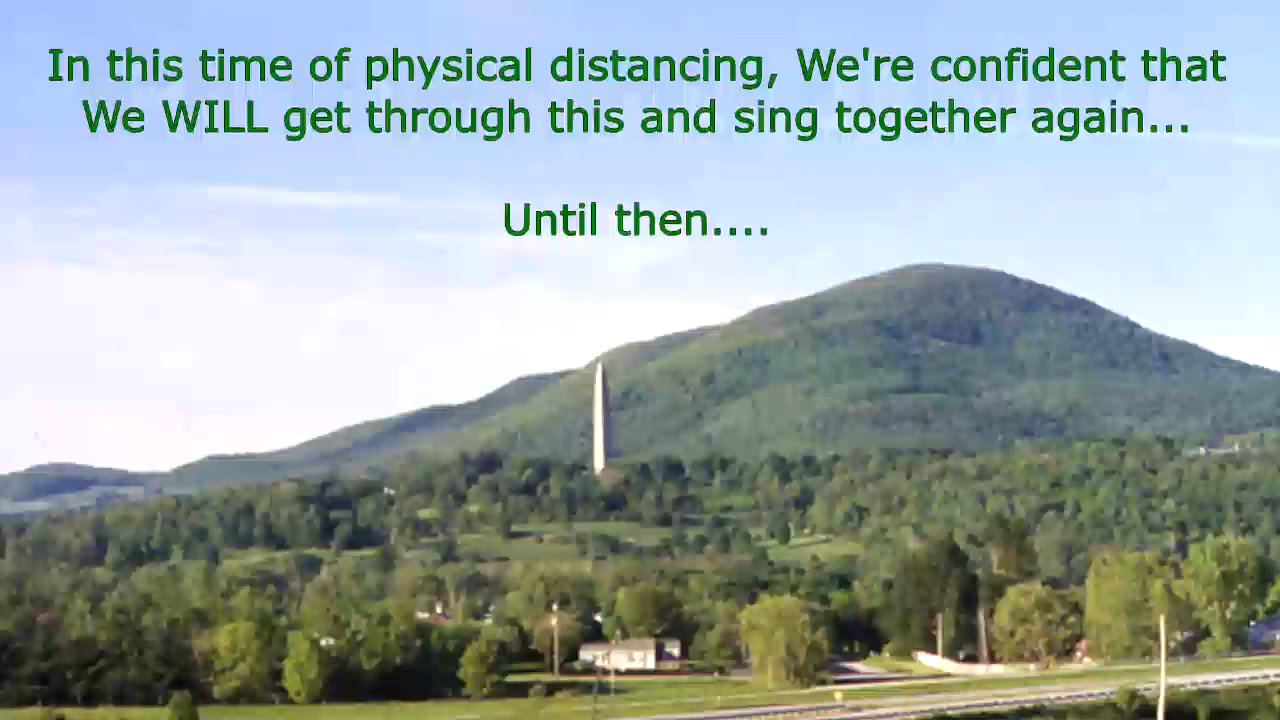 In this time of physical distancing, We're confident that
We WILL get through this and sing together again...
Until then....